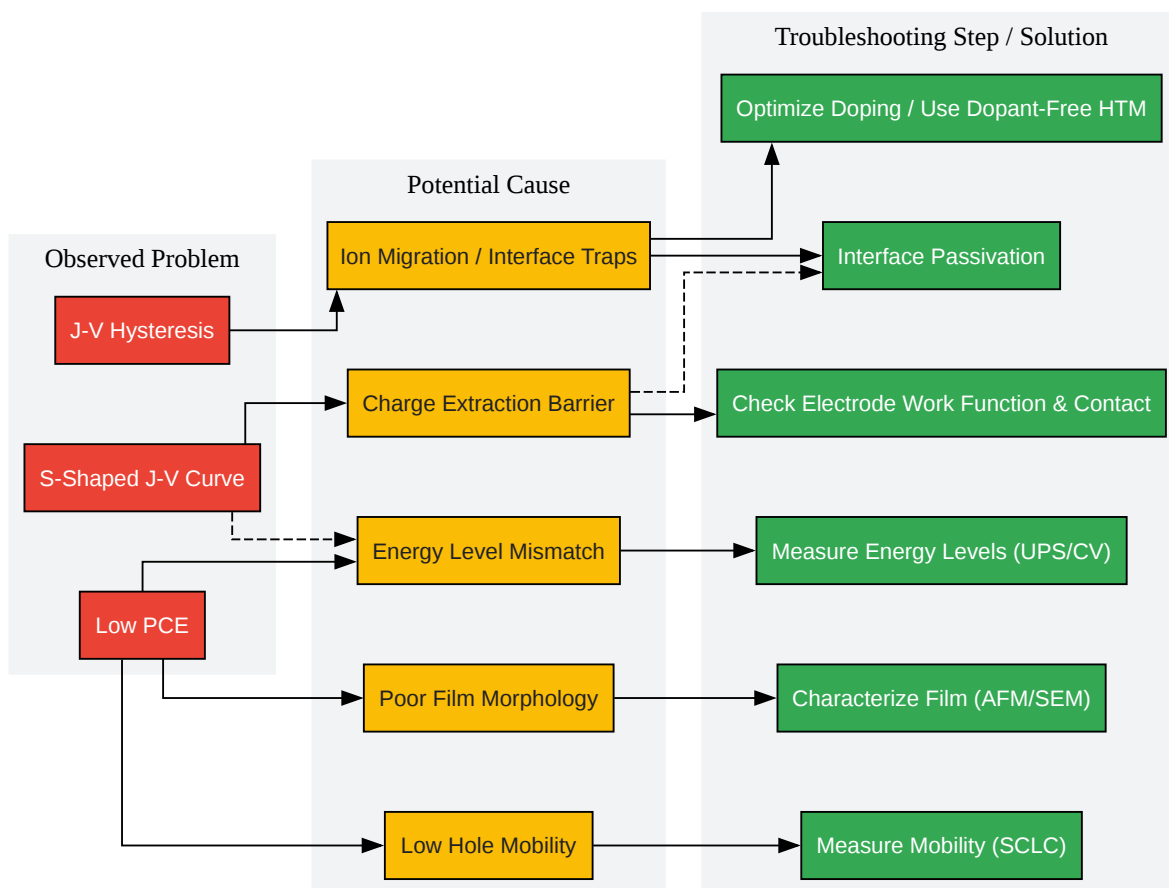 Observed Problem
J-V Hysteresis
S-Shaped J-V Curve
Low PCE
Potential Cause
Ion Migration / Interface Traps
Charge Extraction Barrier
Energy Level Mismatch
Poor Film Morphology
Low Hole Mobility
Troubleshooting Step / Solution
Optimize Doping / Use Dopant-Free HTM
Interface Passivation
Check Electrode Work Function & Contact
Measure Energy Levels (UPS/CV)
Characterize Film (AFM/SEM)
Measure Mobility (SCLC)